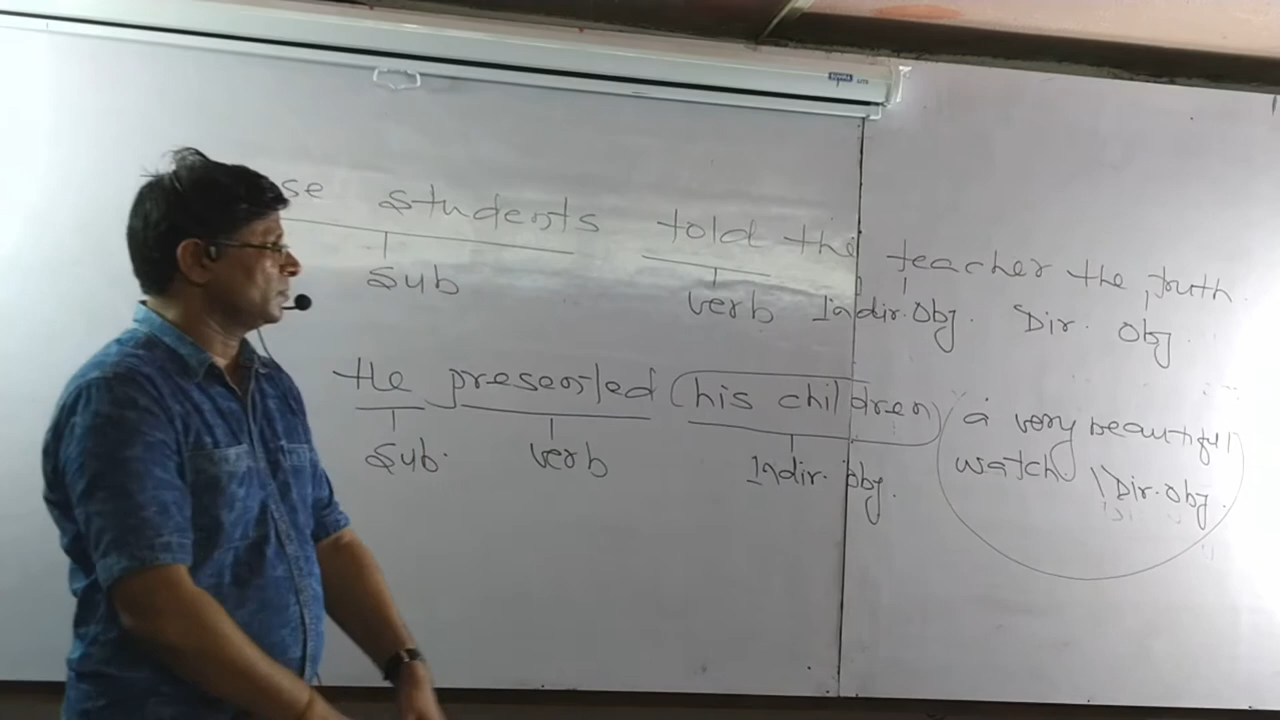 se students told the teacher the truth.
Sub verb Indir. Obj. Dir. Obj
He presented (his children) a very beautiful
watch. \Dir. obj.
Sub. verb Indir. obj.